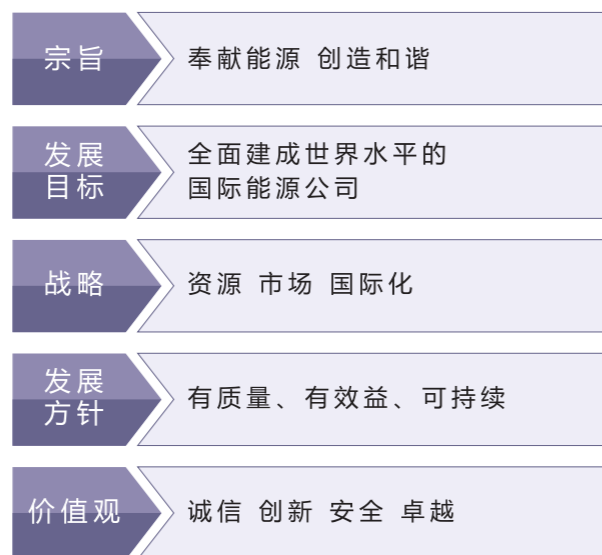 宗旨
奉献能源 创造和谐
发展
目标
全面建成世界水平的
国际能源公司
战略
资源 市场 国际化
发展
方针
有质量、有效益、可持续
价值观
诚信 创新 安全 卓越